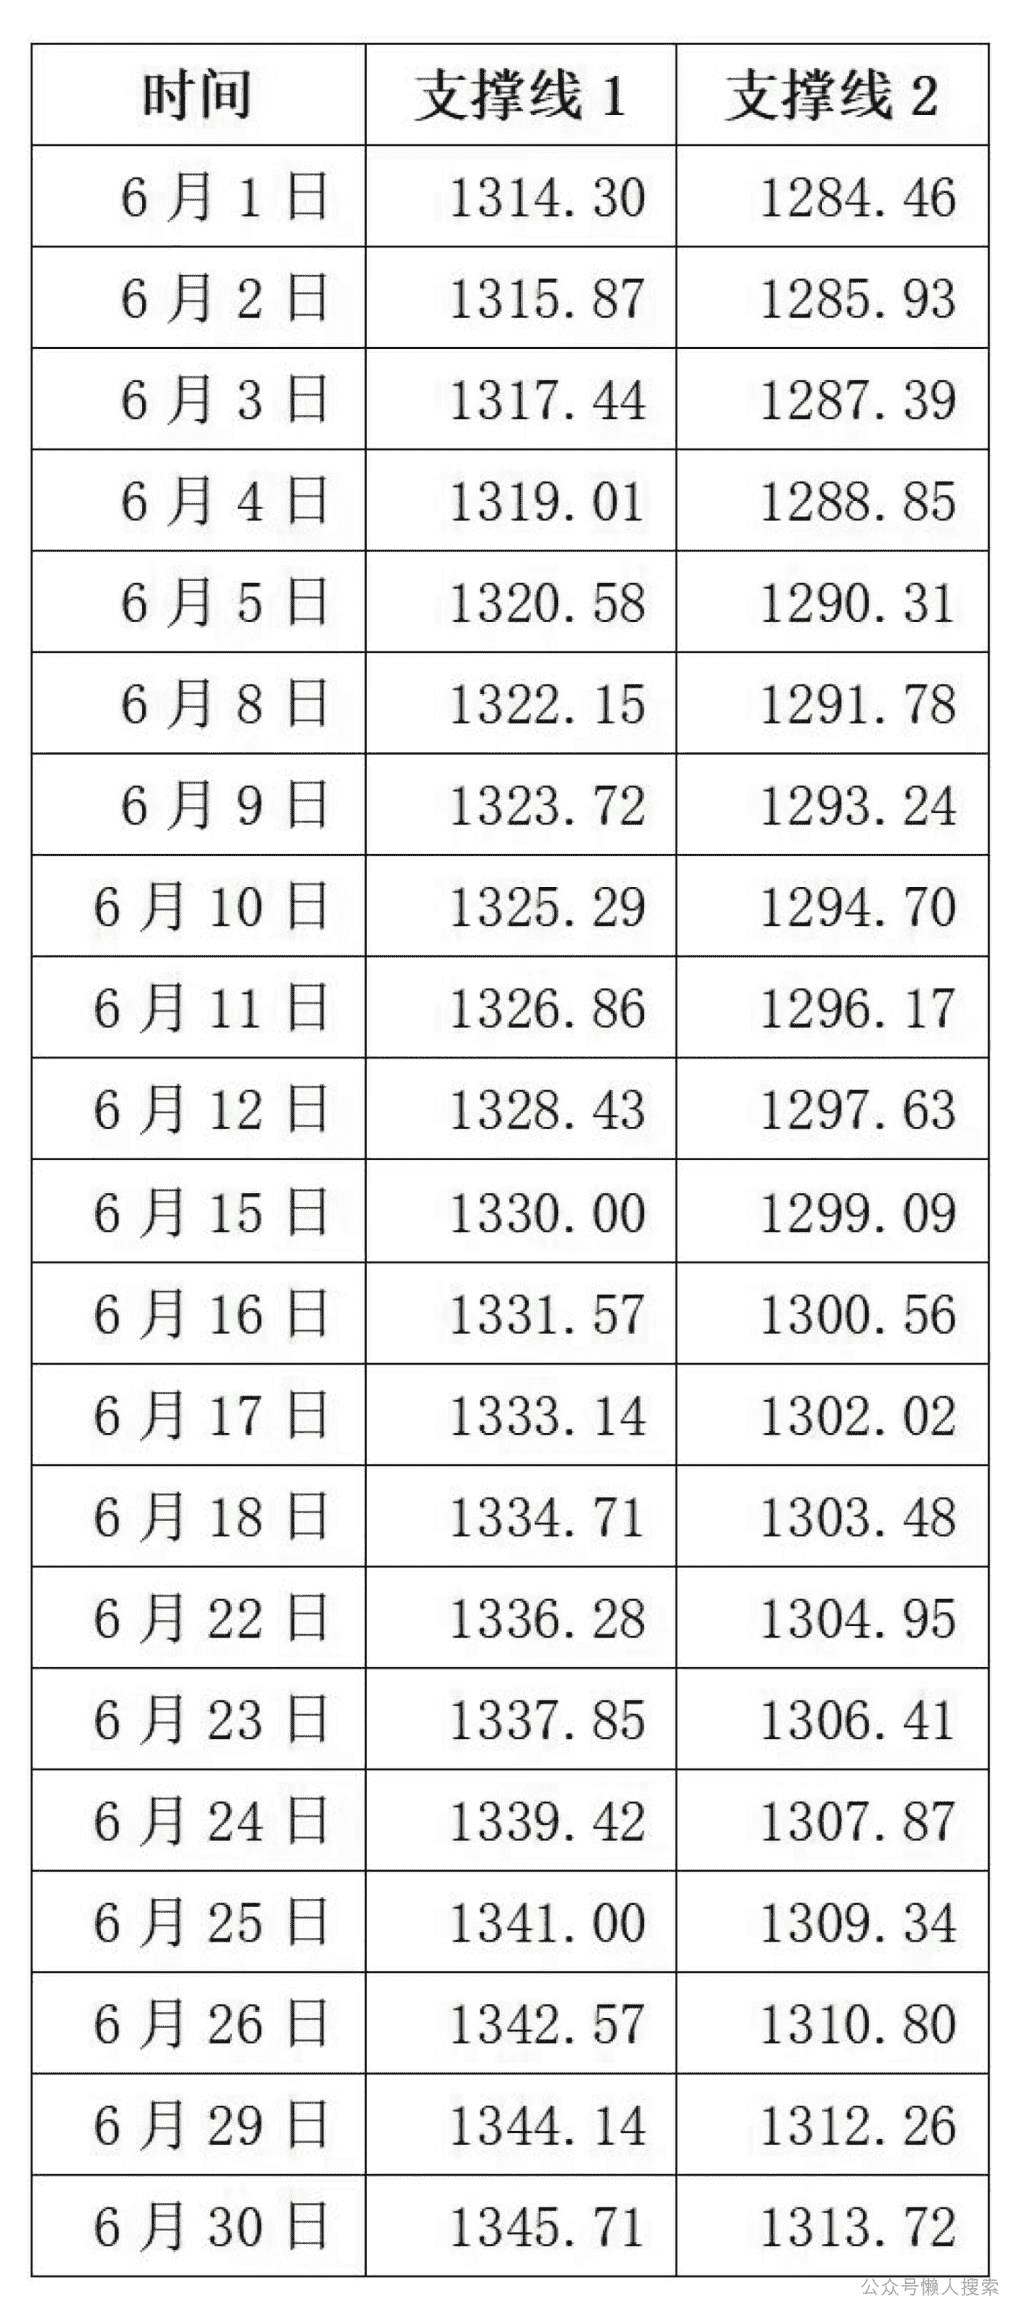 时间 支撑线 1 支撑线 2
6 月 1 日 1314.30 1284.46
6 月 2 日 1315.87 1285.93
6 月 3 日 1317.44 1287.39
6 月 4 日 1319.01 1288.85
6 月 5 日 1320.58 1290.31
6 月 8 日 1322.15 1291.78
6 月 9 日 1323.72 1293.24
6 月 10 日 1325.29 1294.70
6 月 11 日 1326.86 1296.17
6 月 12 日 1328.43 1297.63
6 月 15 日 1330.00 1299.09
6 月 16 日 1331.57 1300.56
6 月 17 日 1333.14 1302.02
6 月 18 日 1334.71 1303.48
6 月 22 日 1336.28 1304.95
6 月 23 日 1337.85 1306.41
6 月 24 日 1339.42 1307.87
6 月 25 日 1341.00 1309.34
6 月 26 日 1342.57 1310.80
6 月 29 日 1344.14 1312.26
6 月 30 日 1345.71 1313.72
公众号懒人搜索